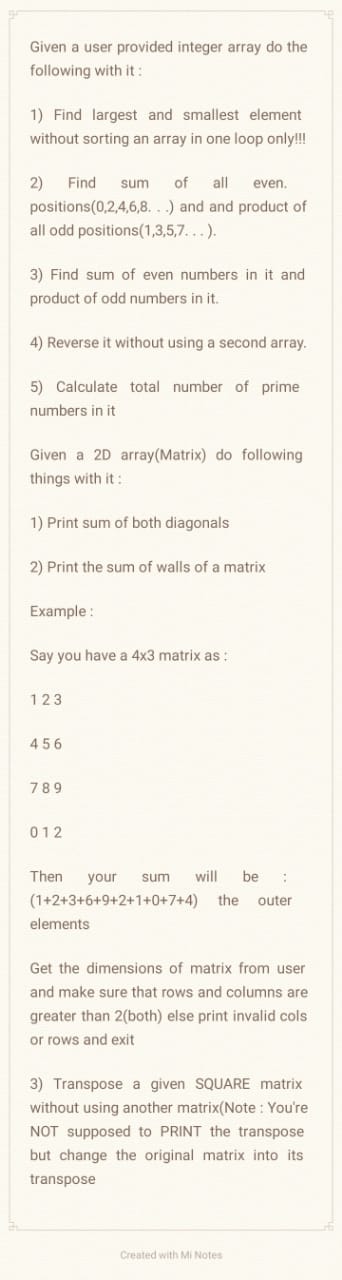 Given a user provided integer array do the
following with it :
1) Find largest and smallest element
without sorting an array in one loop only!!!
2) Find sum of all even.
positions(0,2,4,6,8. . .) and and product of
all odd positions(1,3,5,7. . . ).
3) Find sum of even numbers in it and
product of odd numbers in it.
4) Reverse it without using a second array.
5) Calculate total number of prime
numbers in it
Given a 2D array(Matrix) do following
things with it :
1) Print sum of both diagonals
2) Print the sum of walls of a matrix
Example :
Say you have a 4x3 matrix as :
1 2 3
4 5 6
7 8 9
0 1 2
Then your sum will be :
(1+2+3+6+9+2+1+0+7+4) the outer
elements
Get the dimensions of matrix from user
and make sure that rows and columns are
greater than 2(both) else print invalid cols
or rows and exit
3) Transpose a given SQUARE matrix
without using another matrix(Note : You're
NOT supposed to PRINT the transpose
but change the original matrix into its
transpose
Created with Mi Notes